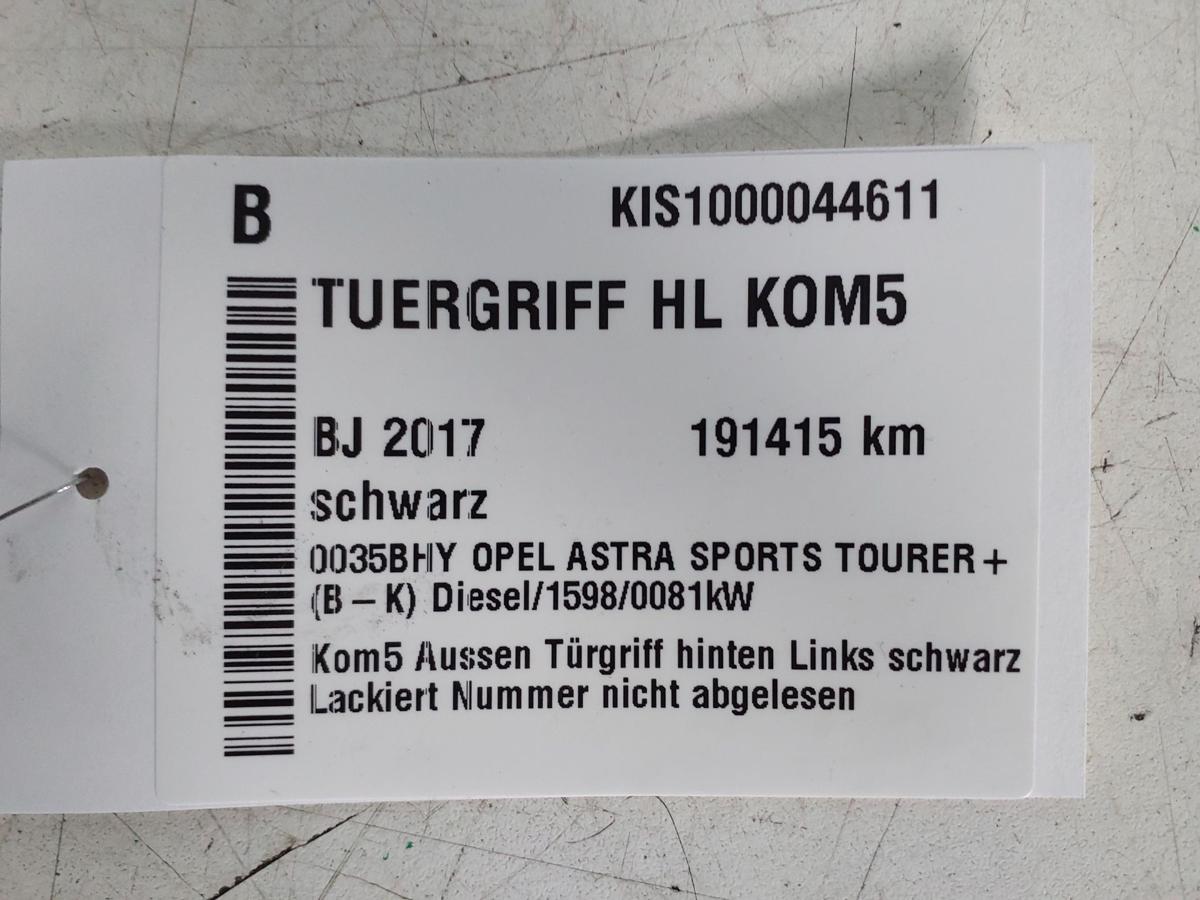 B KIS1000044611
TUERGRIFF HL KOM5
BJ 2017 191415 km
schwarz
0035BHY OPEL ASTRA SPORTS TOURER+
(B – K) Diesel/1598/0081kW
Kom5 Aussen Türgriff hinten Links schwarz
Lackiert Nummer nicht abgelesen